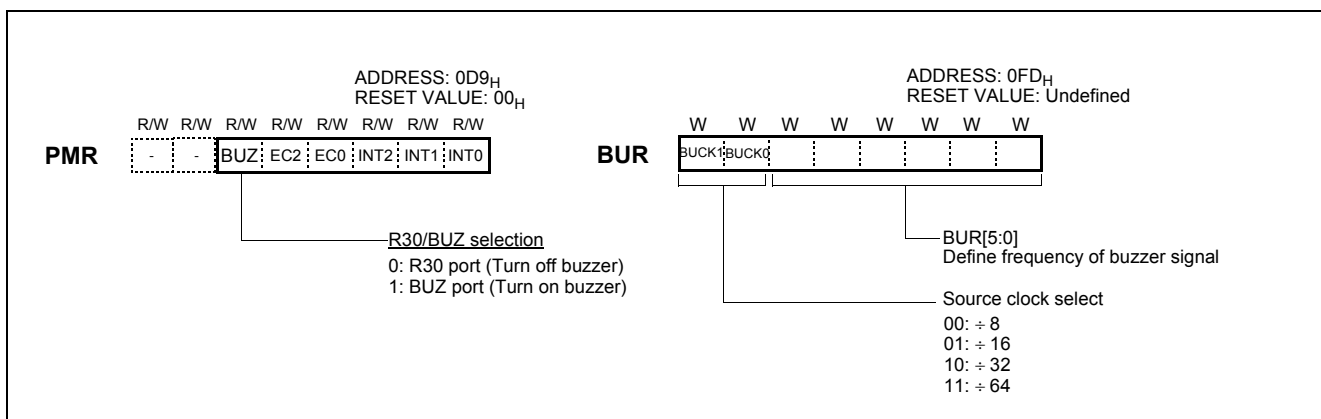 ADDRESS: 0D9H
RESET VALUE: 00H
R/W R/W R/W R/W R/W R/W R/W R/W
PMR - - BUZ EC2 EC0 INT2 INT1 INT0
R30/BUZ selection
0: R30 port (Turn off buzzer)
1: BUZ port (Turn on buzzer)
ADDRESS: 0FDH
RESET VALUE: Undefined
W W W W W W W W
BUR BUCK1 BUCK0
BUR[5:0]
Define frequency of buzzer signal
Source clock select
00: ÷ 8
01: ÷ 16
10: ÷ 32
11: ÷ 64